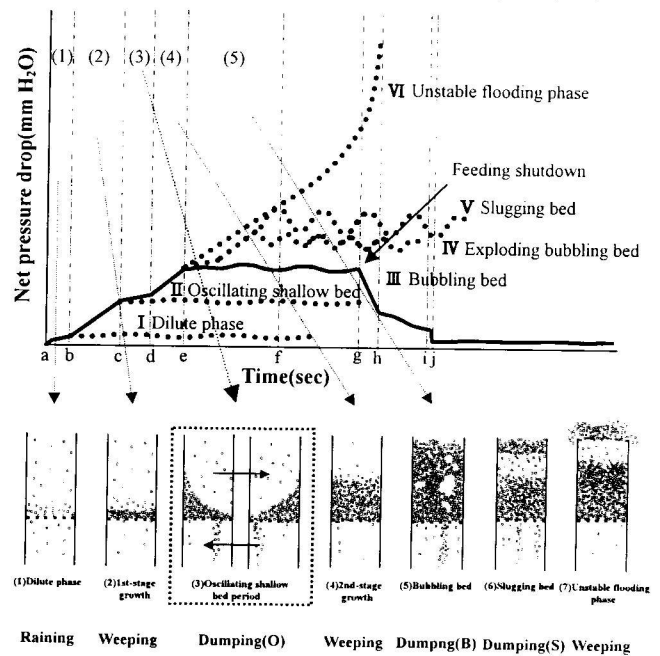 Net pressure drop(mm H₂O)
(1) (2) (3) (4) (5)
Ⅵ Unstable flooding phase
Feeding shutdown
Ⅴ Slugging bed
Ⅳ Exploding bubbling bed
Ⅲ Bubbling bed
Ⅱ Oscillating shallow bed
Ⅰ Dilute phase
a b c d e f g h i j
Time(sec)
(1)Dilute phase
(2)1st-stage
growth
(3)Oscillating shallow
bed period
(4)2nd-stage
growth
(5)Bubbling bed
(6)Slugging bed
(7)Unstable flooding
phase
Raining Weeping Dumping(O) Weeping Dumpng(B) Dumping(S) Weeping